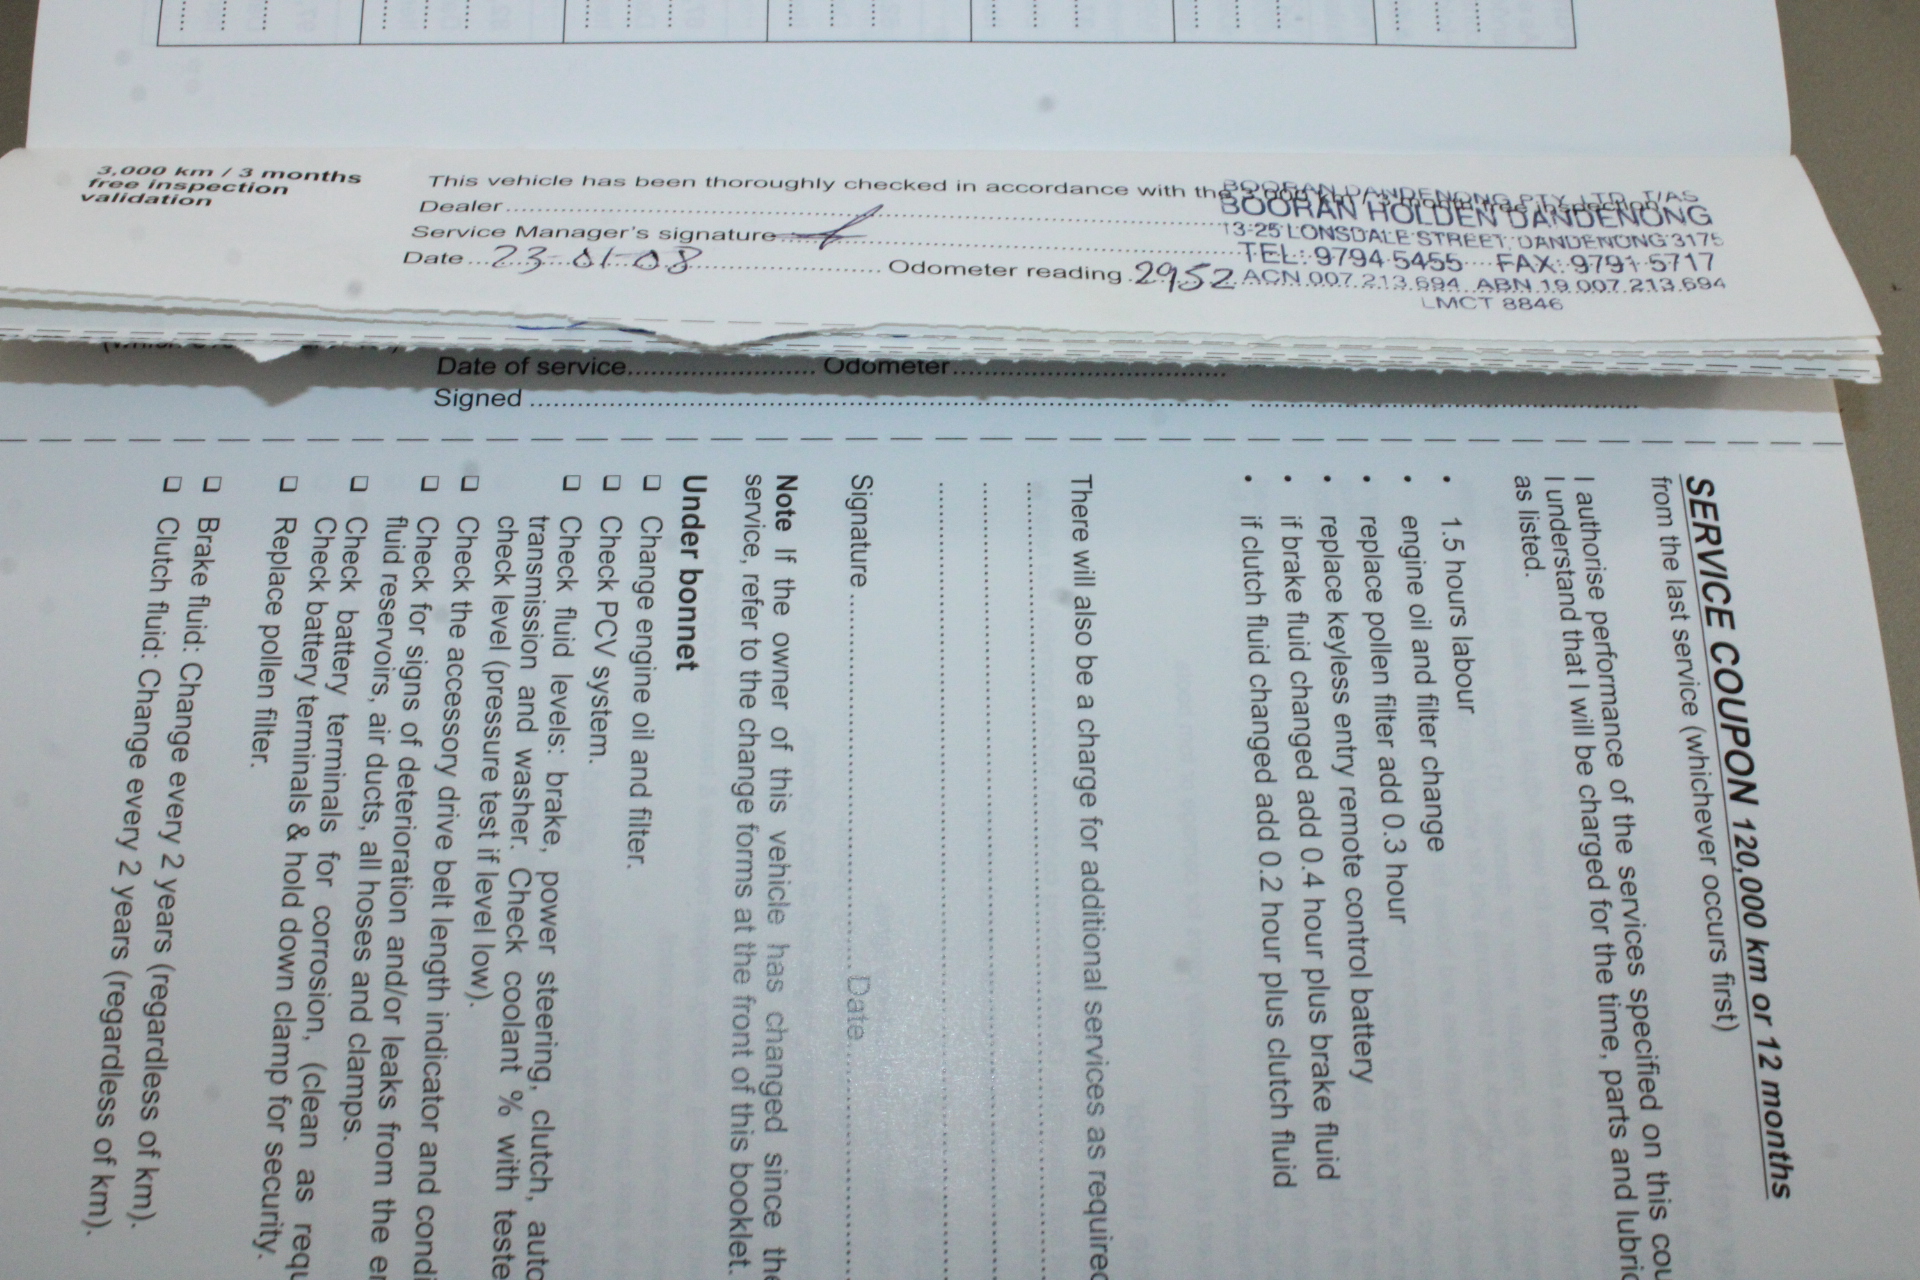 3,000 km / 3 months
free inspection
validation
This vehicle has been thoroughly checked in accordance with the 3,000 km / 3 month free inspection.
Dealer
Service Manager's signature
Date 23-01-08 Odometer reading 2952
BOORAN DANDENONG PTY LTD T/AS
BOORAN HOLDEN DANDENONG
13-25 LONSDALE STREET, DANDENONG 3175
TEL: 9794 5455 FAX: 9791 5717
ACN 007 213 694 ABN 19 007 213 694
LMCT 8846
Date of service Odometer
Signed
SERVICE COUPON 120,000 km or 12 months
from the last service (whichever occurs first)
I authorise performance of the services specified on this cou
I understand that I will be charged for the time, parts and lubric
as listed.
• 1.5 hours labour
• engine oil and filter change
• replace pollen filter add 0.3 hour
• replace keyless entry remote control battery
• if brake fluid changed add 0.4 hour plus brake fluid
• if clutch fluid changed add 0.2 hour plus clutch fluid
There will also be a charge for additional services as required
Signature Date
Note If the owner of this vehicle has changed since the
service, refer to the change forms at the front of this booklet.
Under bonnet
❑ Change engine oil and filter.
❑ Check PCV system.
❑ Check fluid levels: brake, power steering, clutch, auto
transmission and washer. Check coolant % with teste
check level (pressure test if level low).
❑ Check the accessory drive belt length indicator and condi
❑ Check for signs of deterioration and/or leaks from the en
fluid reservoirs, air ducts, all hoses and clamps.
❑ Check battery terminals for corrosion, (clean as requ
Check battery terminals & hold down clamp for security.
❑ Replace pollen filter.
❑ Brake fluid: Change every 2 years (regardless of km).
❑ Clutch fluid: Change every 2 years (regardless of km).